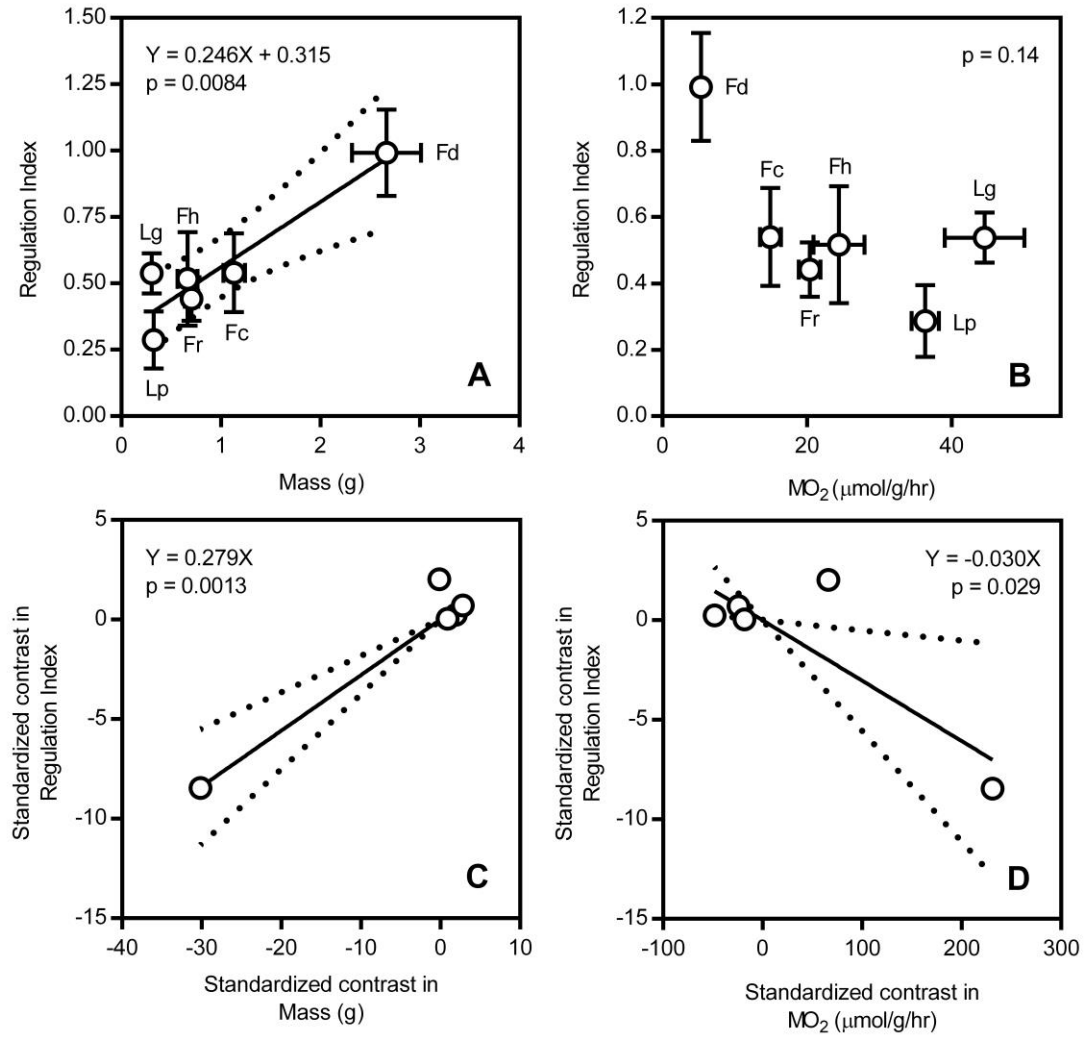 Y = 0.246X + 0.315
p = 0.0084
1.50
1.25
1.00
0.75
0.50
0.25
0.00
Regulation Index
Lg
Fh
Fd
Lp
Fr
Fc
A
0
1
2
3
4
Mass (g)
p = 0.14
1.2
1.0
0.8
0.6
0.4
0.2
0.0
Regulation Index
Fd
Fc
Fh
Lg
Fr
Lp
B
0
20
40
MO₂ (μmol/g/hr)
Y = 0.279X
p = 0.0013
5
0
-5
-10
-15
Standardized contrast in
Regulation Index
C
-40
-30
-20
-10
0
10
Standardized contrast in
Mass (g)
Y = -0.030X
p = 0.029
5
0
-5
-10
-15
Standardized contrast in
Regulation Index
D
-100
0
100
200
300
Standardized contrast in
MO₂ (μmol/g/hr)